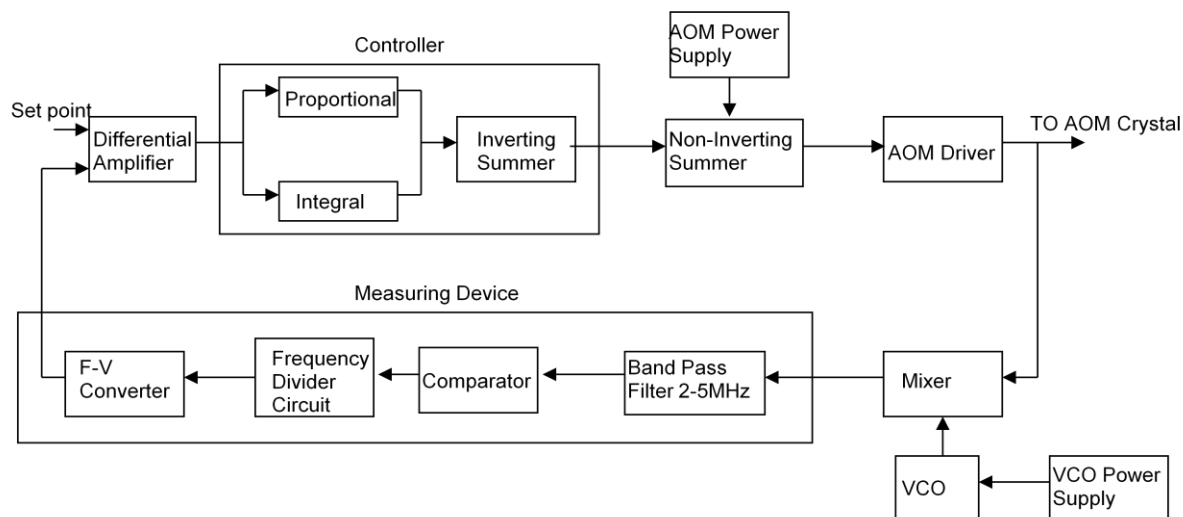 AOM Power
Supply
Controller
Proportional
Set point
Differential
Amplifier
Inverting
Summer
Non-Inverting
Summer
AOM Driver
TO AOM Crystal
Integral
Measuring Device
F-V
Converter
Frequency
Divider
Circuit
Comparator
Band Pass
Filter 2-5MHz
Mixer
VCO
VCO Power
Supply